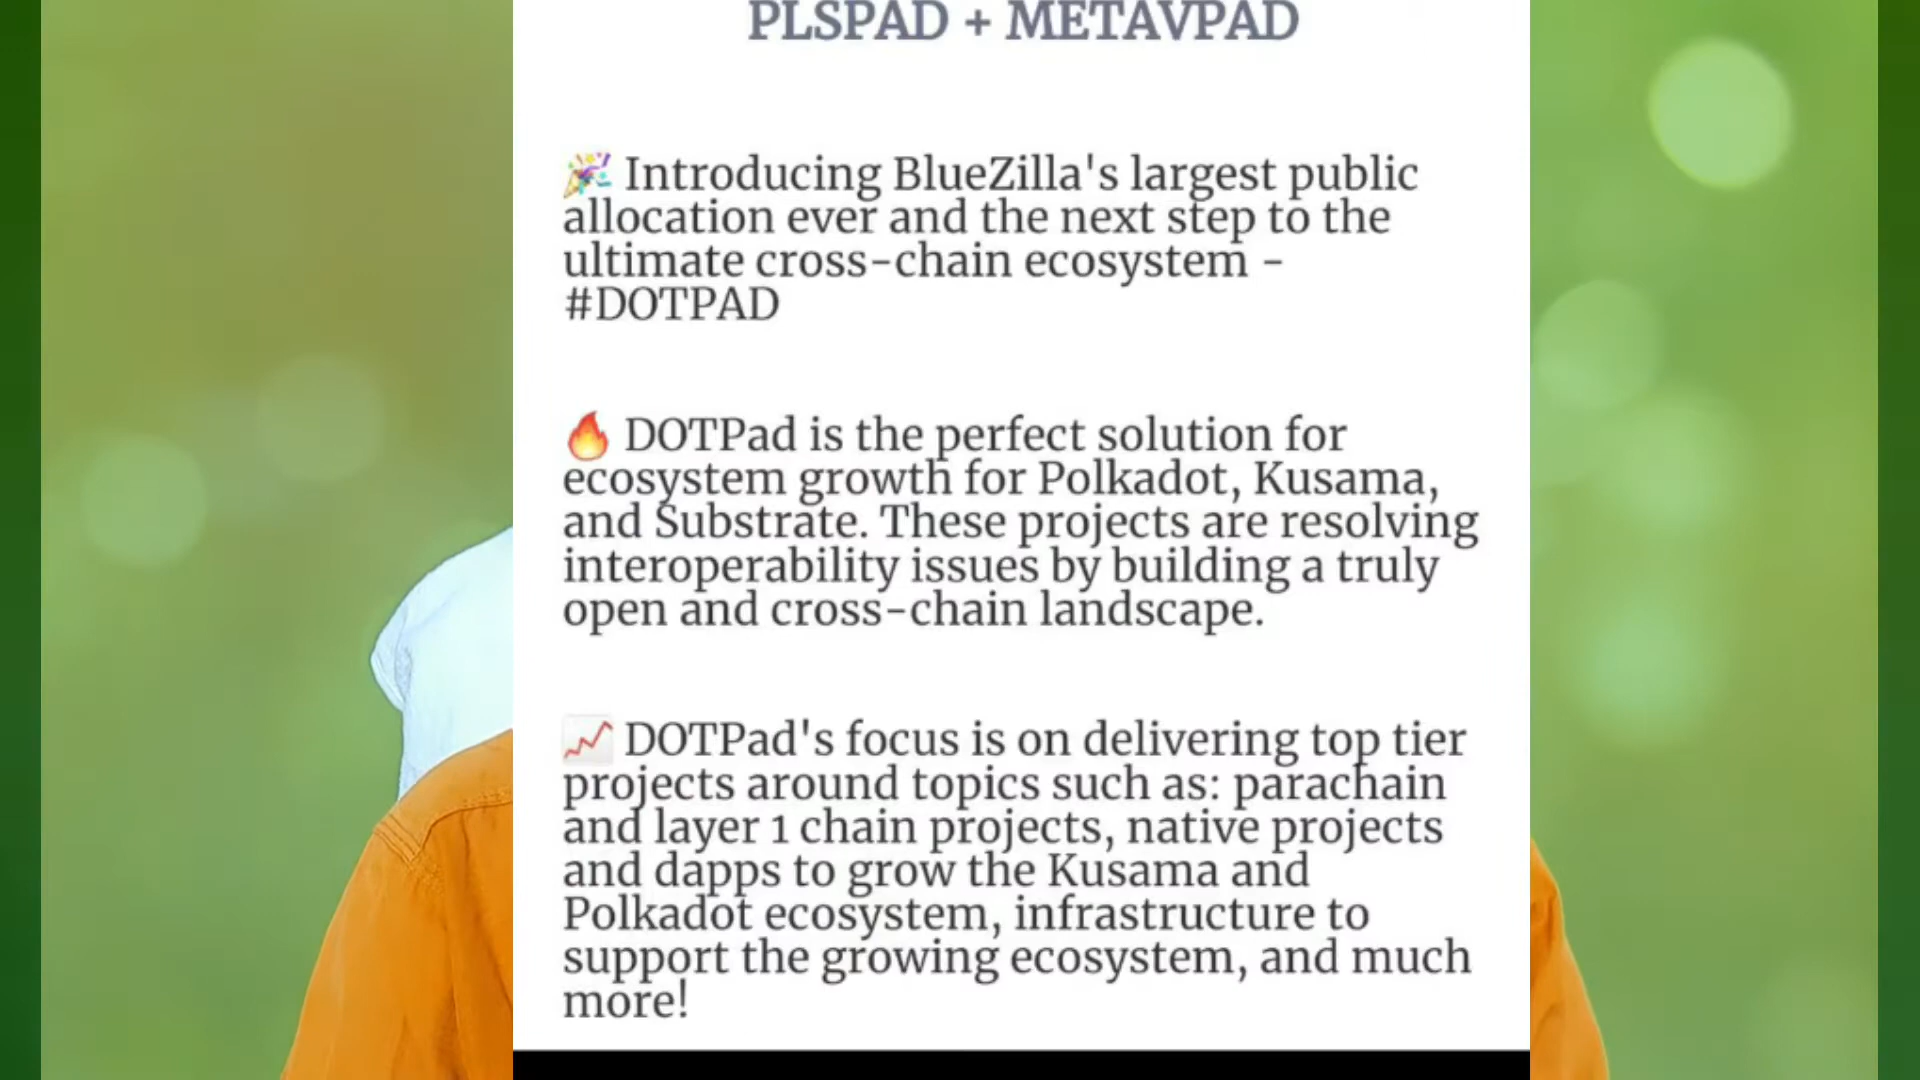 PLSPAD + METAVPAD
🎉 Introducing BlueZilla's largest public
allocation ever and the next step to the
ultimate cross-chain ecosystem -
#DOTPAD
🔥 DOTPad is the perfect solution for
ecosystem growth for Polkadot, Kusama,
and Substrate. These projects are resolving
interoperability issues by building a truly
open and cross-chain landscape.
📈 DOTPad's focus is on delivering top tier
projects around topics such as: parachain
and layer 1 chain projects, native projects
and dapps to grow the Kusama and
Polkadot ecosystem, infrastructure to
support the growing ecosystem, and much
more!